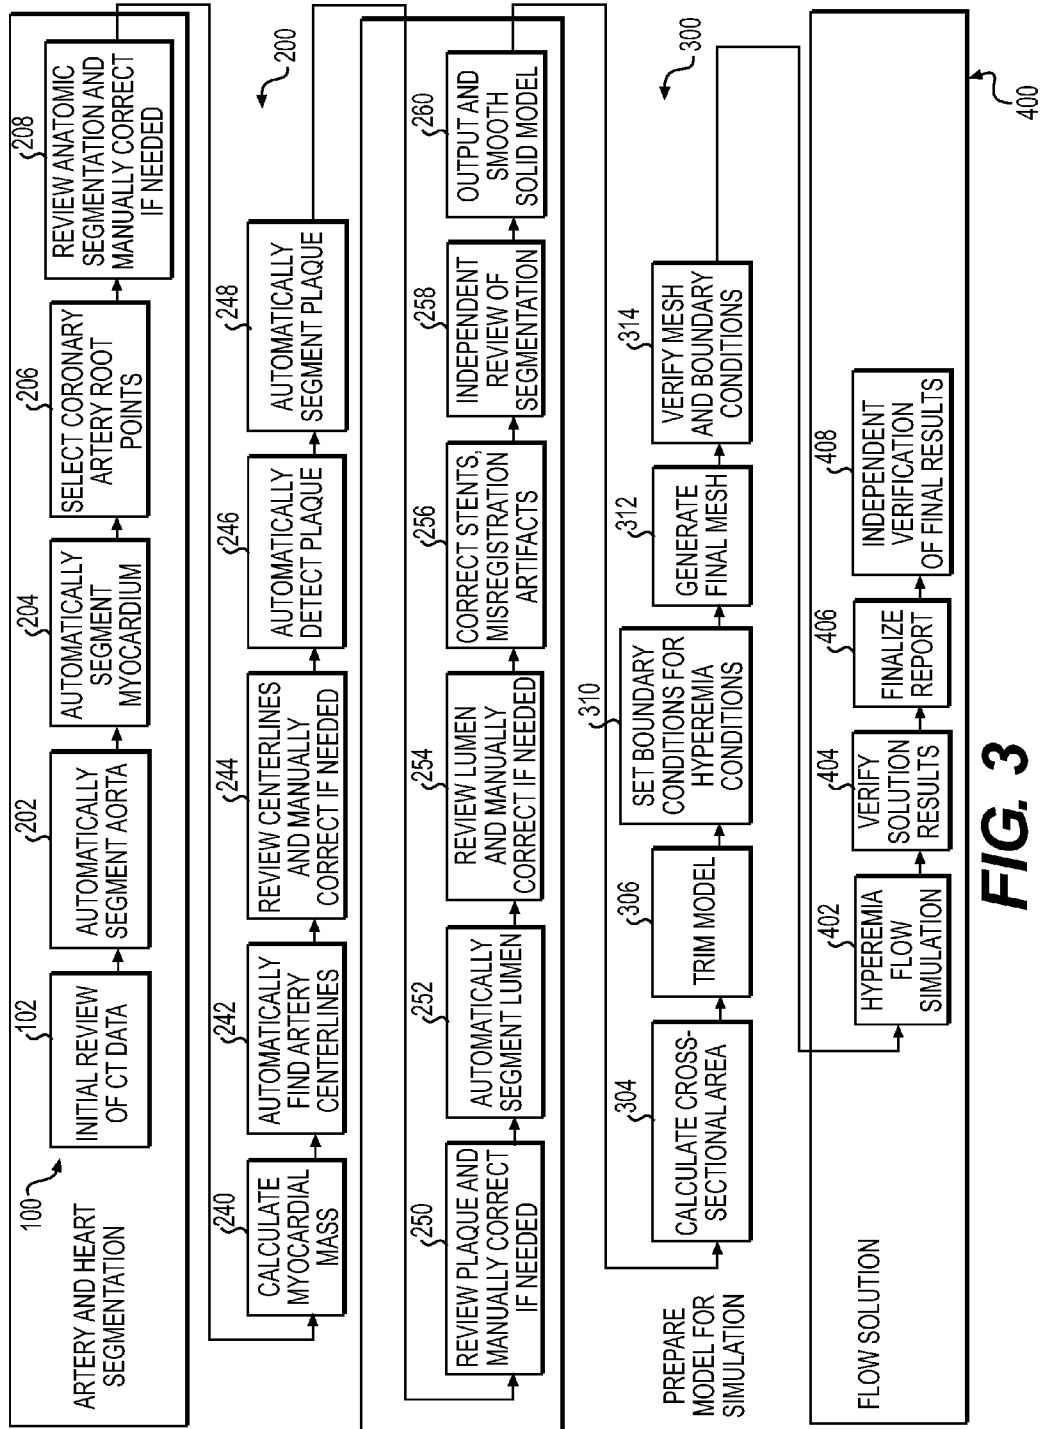 ARTERY AND HEART
SEGMENTATION
100
102
INITIAL REVIEW
OF CT DATA
202
AUTOMATICALLY
SEGMENT AORTA
204
AUTOMATICALLY
SEGMENT
MYOCARDIUM
206
SELECT CORONARY
ARTERY ROOT
POINTS
208
REVIEW ANATOMIC
SEGMENTATION AND
MANUALLY CORRECT
IF NEEDED
200
240
CALCULATE
MYOCARDIAL
MASS
242
AUTOMATICALLY
FIND ARTERY
CENTERLINES
244
REVIEW CENTERLINES
AND MANUALLY
CORRECT IF NEEDED
246
AUTOMATICALLY
DETECT PLAQUE
248
AUTOMATICALLY
SEGMENT PLAQUE
250
REVIEW PLAQUE AND
MANUALLY CORRECT
IF NEEDED
252
AUTOMATICALLY
SEGMENT LUMEN
254
REVIEW LUMEN
AND MANUALLY
CORRECT IF NEEDED
256
CORRECT STENTS,
MISREGISTRATION
ARTIFACTS
258
INDEPENDENT
REVIEW OF
SEGMENTATION
260
OUTPUT AND
SMOOTH
SOLID MODEL
PREPARE
MODEL FOR
SIMULATION
300
304
CALCULATE CROSS-
SECTIONAL AREA
306
TRIM MODEL
310
SET BOUNDARY
CONDITIONS FOR
HYPEREMIA
CONDITIONS
312
GENERATE
FINAL MESH
314
VERIFY MESH
AND BOUNDARY
CONDITIONS
FLOW SOLUTION
402
HYPEREMIA
FLOW
SIMULATION
404
VERIFY
SOLUTION
RESULTS
406
FINALIZE
REPORT
408
INDEPENDENT
VERIFICATION
OF FINAL RESULTS
400
FIG. 3